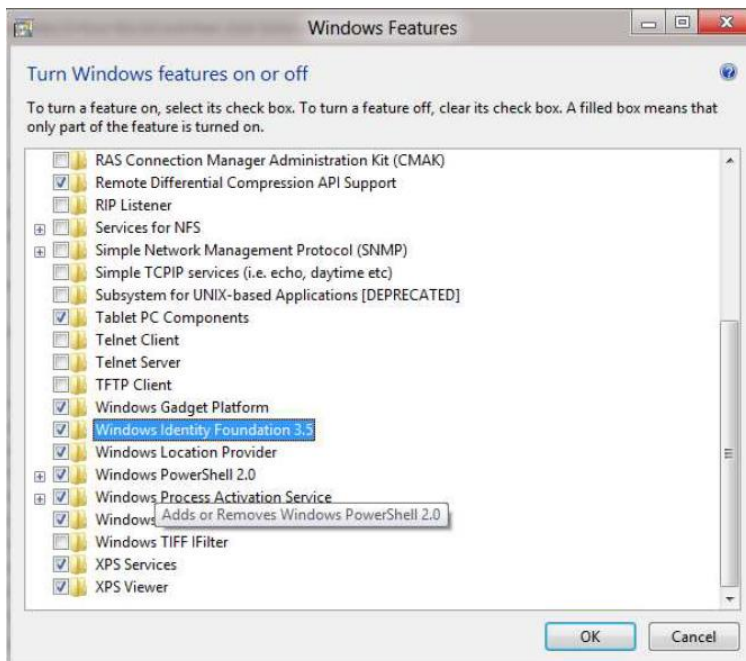 Windows Features
Turn Windows features on or off
To turn a feature on, select its check box. To turn a feature off, clear its check box. A filled box means that
only part of the feature is turned on.
RAS Connection Manager Administration Kit (CMAK)
Remote Differential Compression API Support
RIP Listener
Services for NFS
Simple Network Management Protocol (SNMP)
Simple TCPIP services (i.e. echo, daytime etc)
Subsystem for UNIX-based Applications [DEPRECATED]
Tablet PC Components
Telnet Client
Telnet Server
TFTP Client
Windows Gadget Platform
Windows Identity Foundation 3.5
Windows Location Provider
Windows PowerShell 2.0
Windows Process Activation Service
Windows
Adds or Removes Windows PowerShell 2.0
Windows TIFF IFilter
XPS Services
XPS Viewer
OK
Cancel